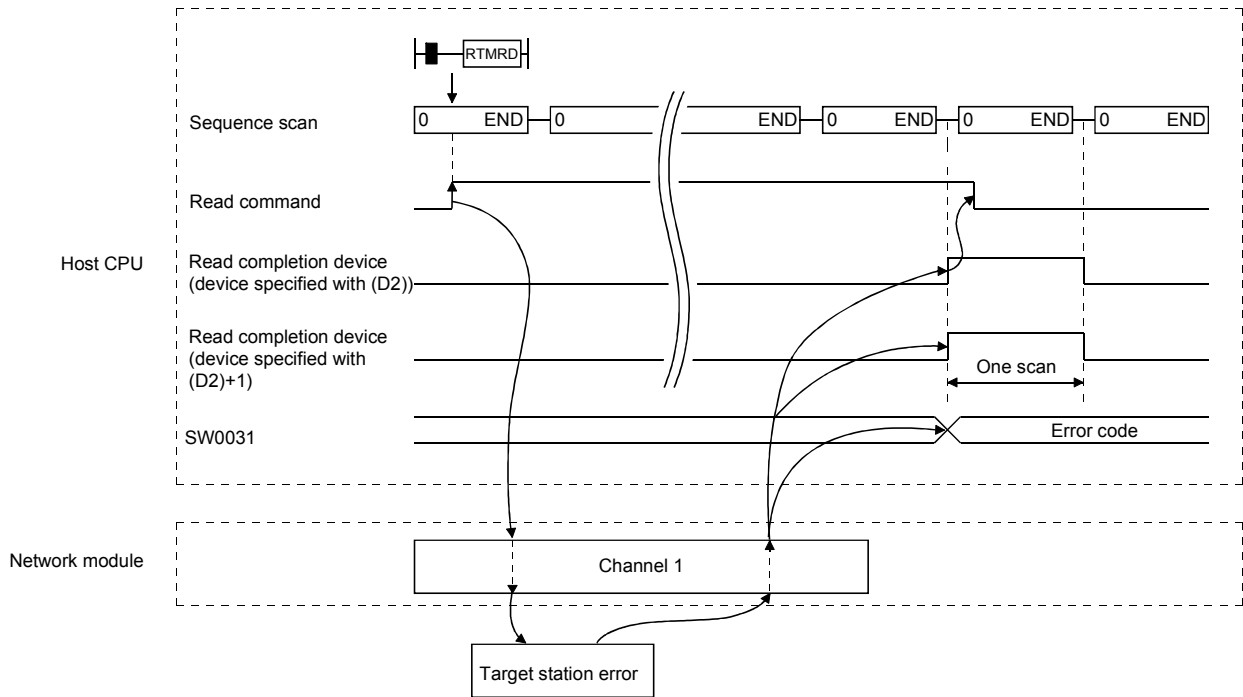 RTMRD
Sequence scan
0 END 0 END 0 END 0 END 0 END
Read command
Host CPU
Read completion device
(device specified with (D2))
Read completion device
(device specified with
(D2)+1)
One scan
SW0031
Error code
Network module
Channel 1
Target station error